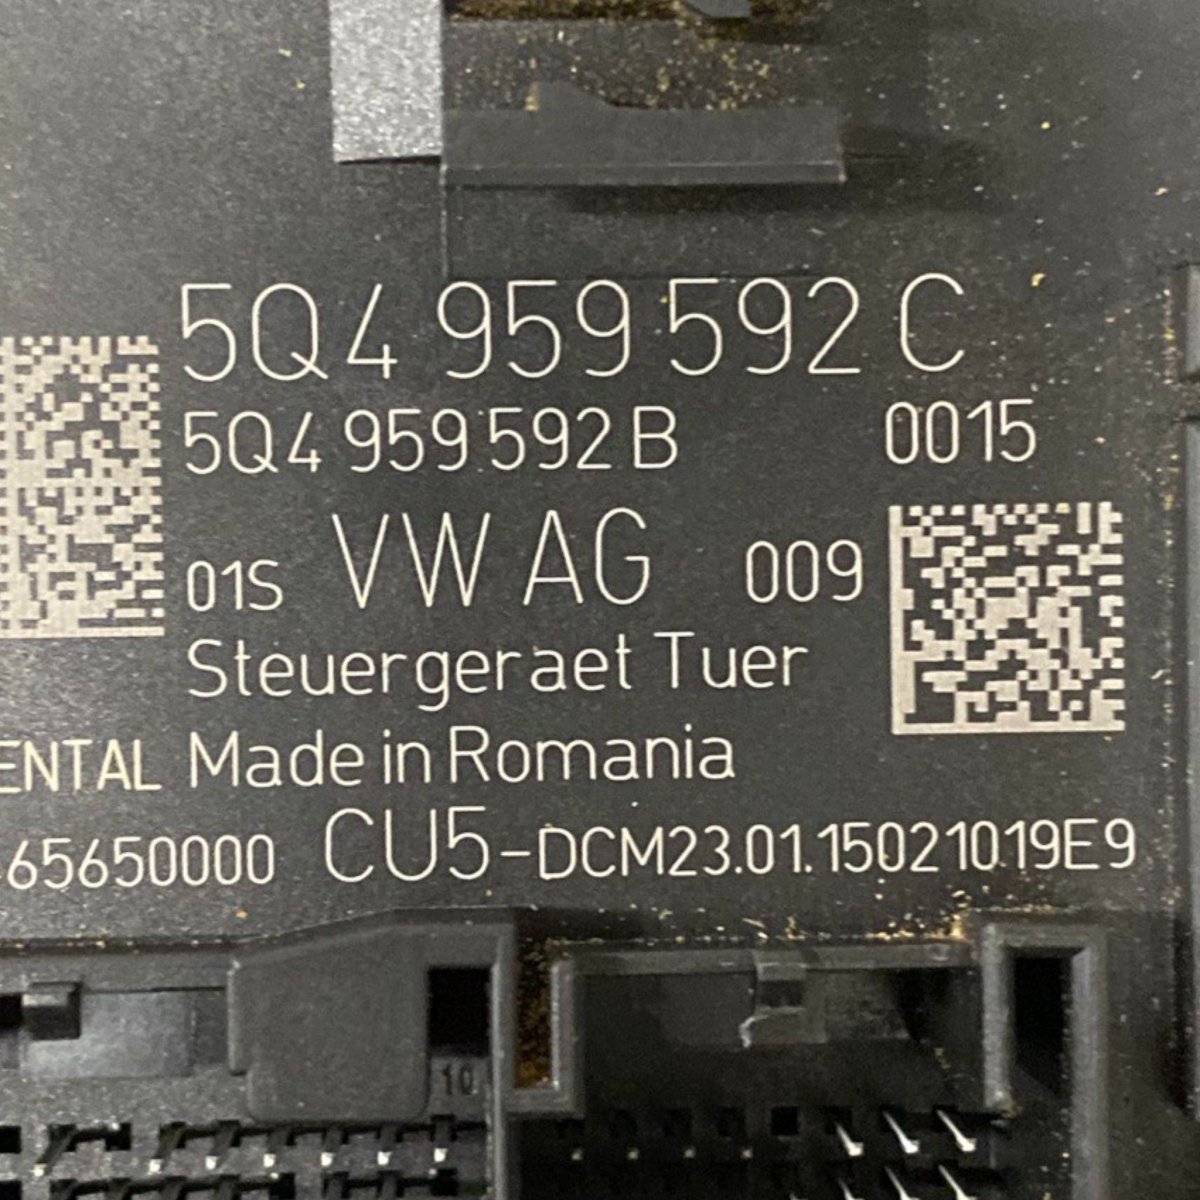 5Q4 959 592 C
5Q4 959 592 B 0015
01S VW AG 009
Steuergeraet Tuer
ENTAL Made in Romania
65650000 CU5-DCM23.01.15021019E9
10